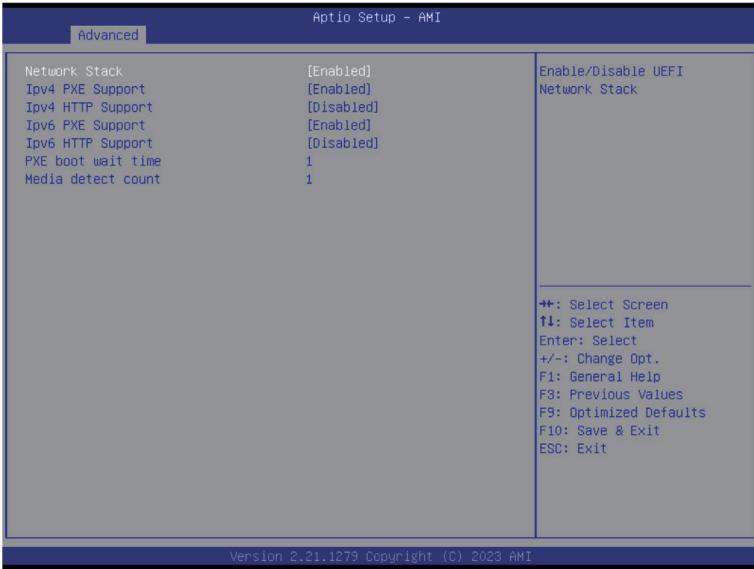 Aptio Setup – AMI
Advanced
Network Stack [Enabled]
Ipv4 PXE Support [Enabled]
Ipv4 HTTP Support [Disabled]
Ipv6 PXE Support [Enabled]
Ipv6 HTTP Support [Disabled]
PXE boot wait time 1
Media detect count 1
Enable/Disable UEFI
Network Stack
→←: Select Screen
↑↓: Select Item
Enter: Select
+/-: Change Opt.
F1: General Help
F3: Previous Values
F9: Optimized Defaults
F10: Save & Exit
ESC: Exit
Version 2.21.1279 Copyright (C) 2023 AMI